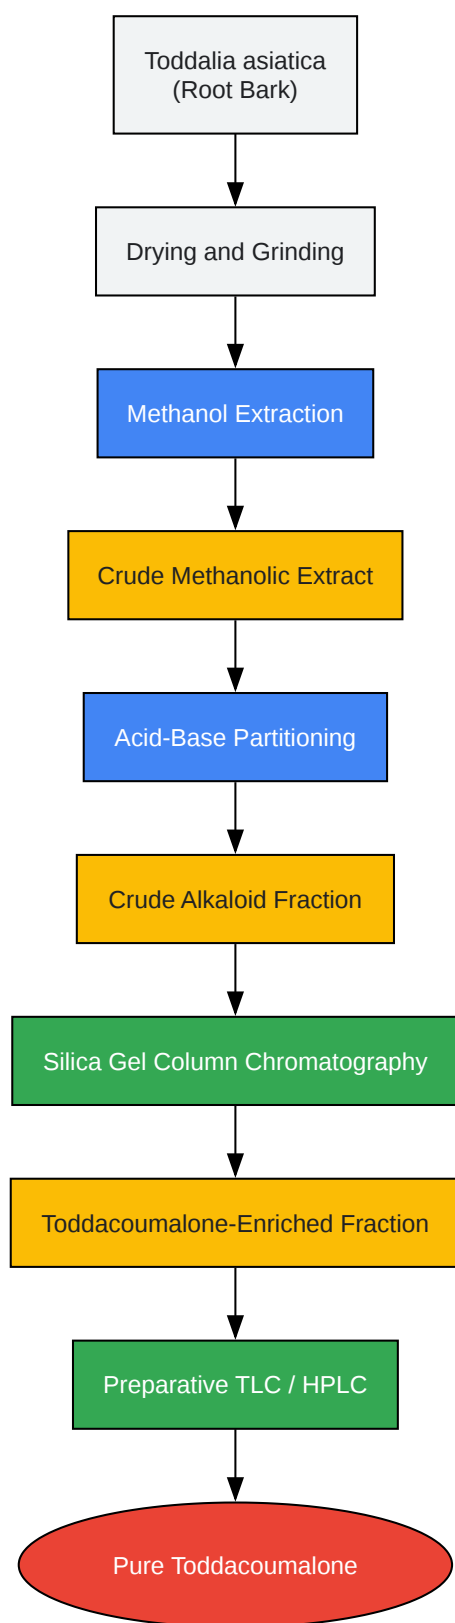 Toddalia asiatica
(Root Bark)
Drying and Grinding
Methanol Extraction
Crude Methanolic Extract
Acid-Base Partitioning
Crude Alkaloid Fraction
Silica Gel Column Chromatography
Toddacoumalone-Enriched Fraction
Preparative TLC / HPLC
Pure Toddacoumalone